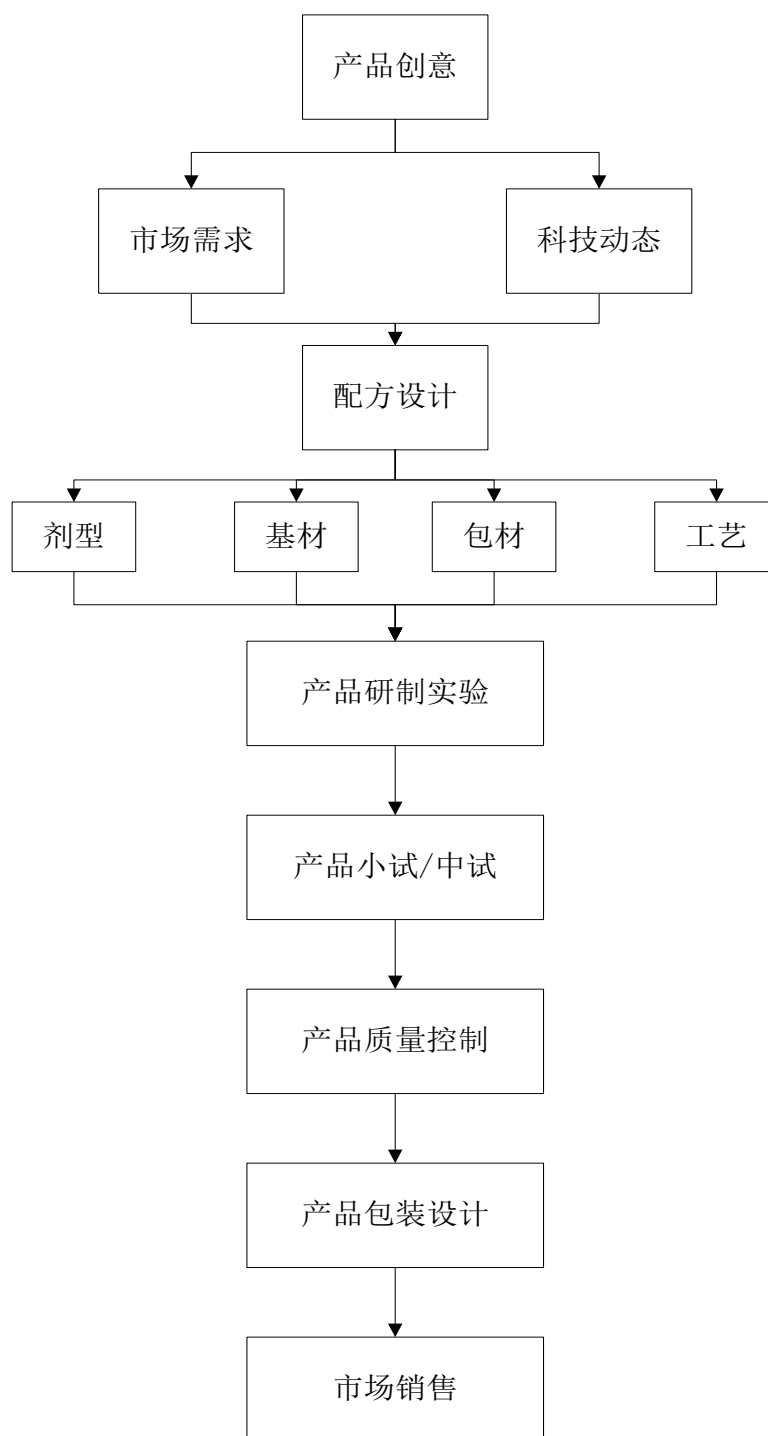 产品创意
市场需求
科技动态
配方设计
剂型
基材
包材
工艺
产品研制实验
产品小试/中试
产品质量控制
产品包装设计
市场销售